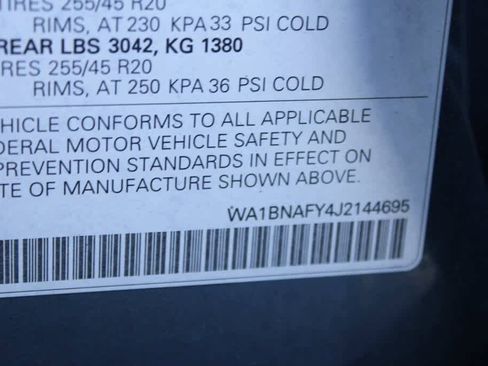 TIRES 255/45 R20
RIMS, AT 230 KPA 33 PSI COLD
REAR LBS 3042, KG 1380
RES 255/45 R20
RIMS, AT 250 KPA 36 PSI COLD
EHICLE CONFORMS TO ALL APPLICABLE
DERAL MOTOR VEHICLE SAFETY AND
PREVENTION STANDARDS IN EFFECT ON
TE OF MANUFACTURE SHOWN ABOVE.
WA1BNAFY4J2144695